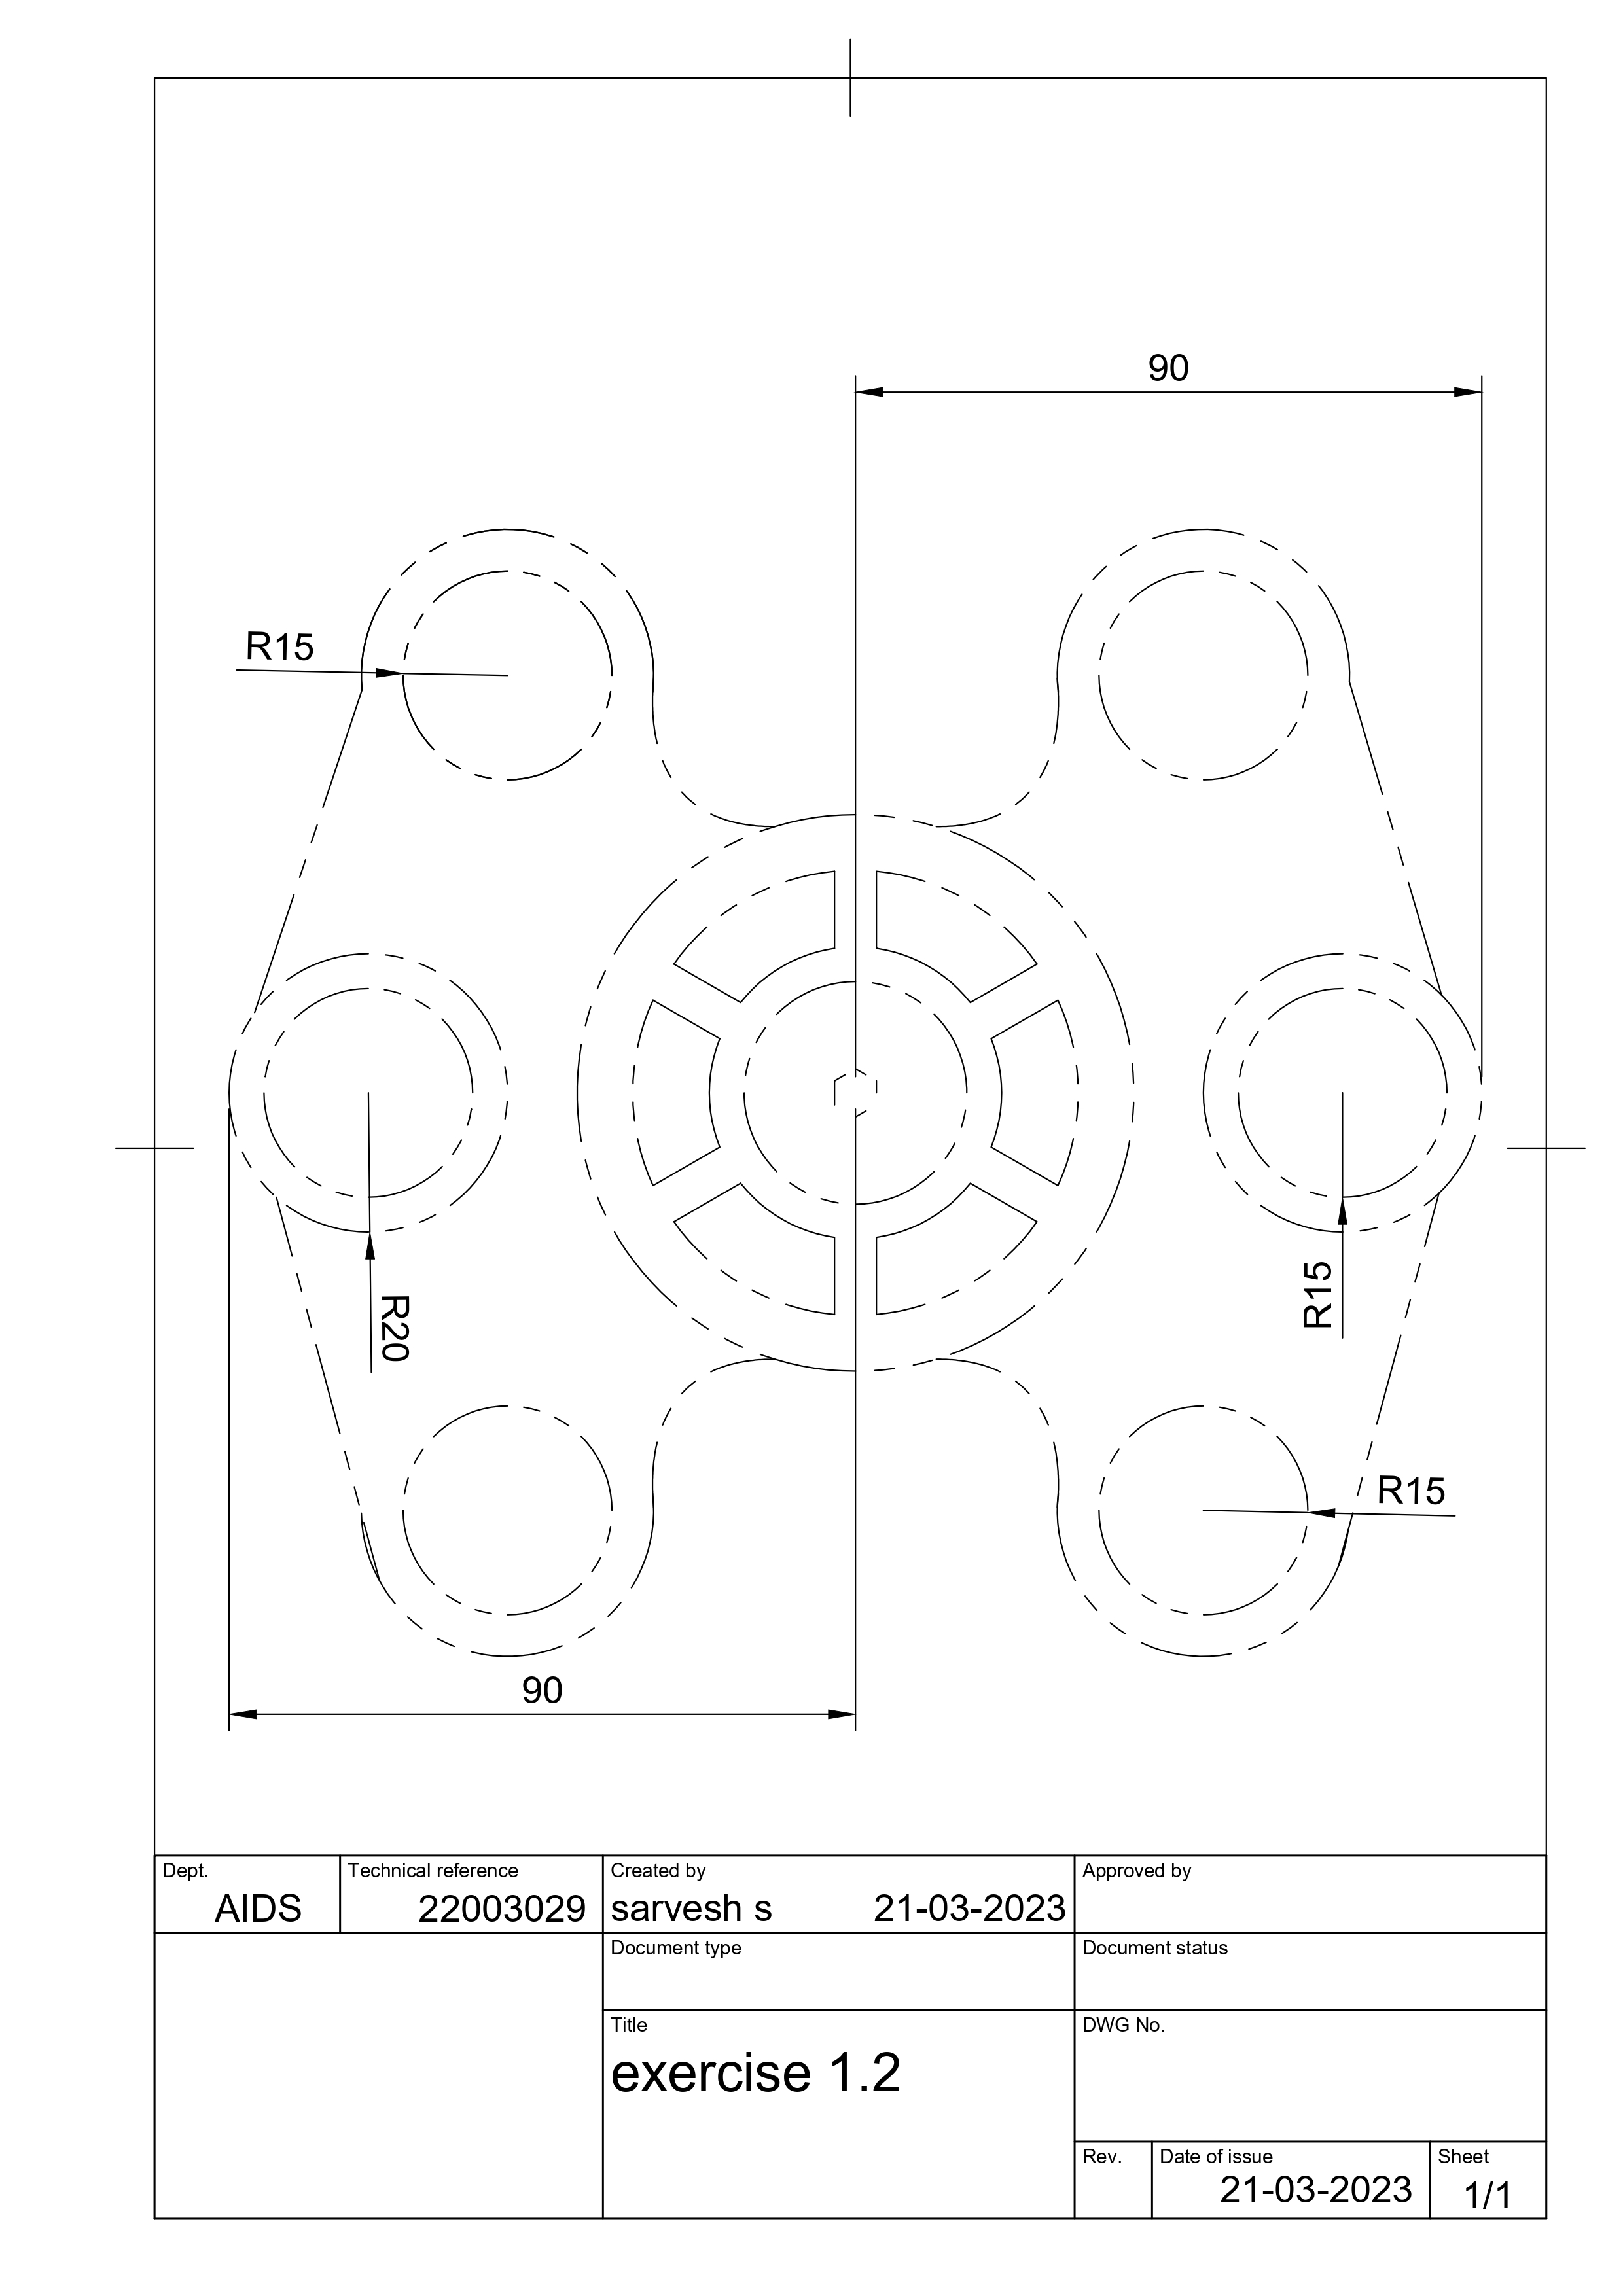 90
R15
R20
R15
R15
90
Dept.
AIDS
Technical reference
22003029
Created by
sarvesh s 21-03-2023
Approved by
Document type
Document status
Title
exercise 1.2
DWG No.
Rev.
Date of issue
21-03-2023
Sheet
1/1